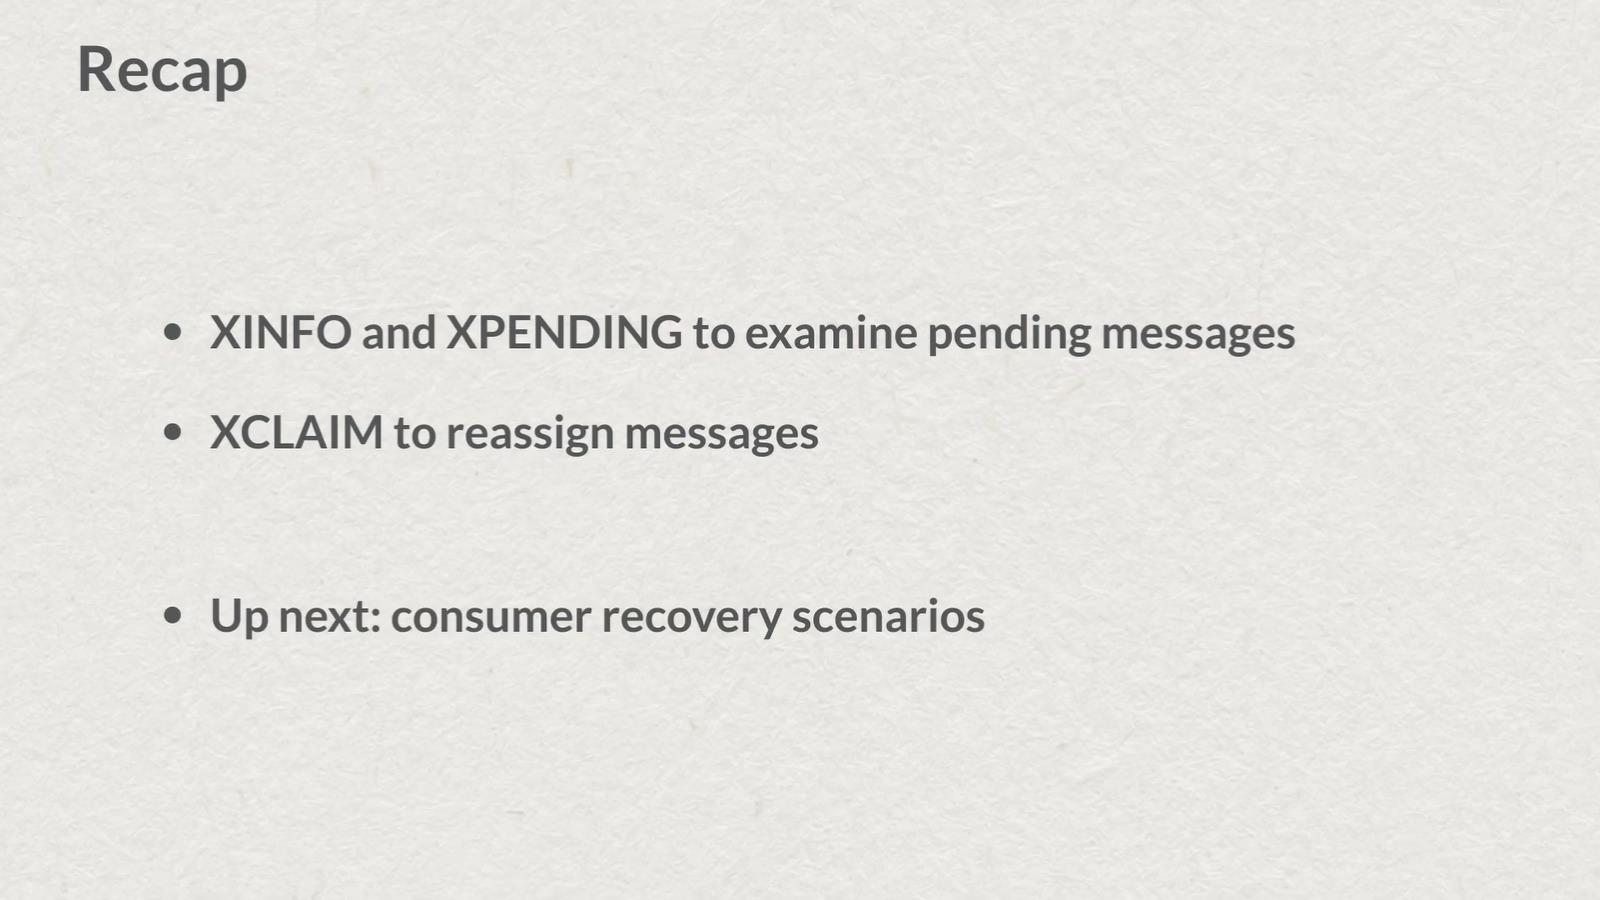 Recap
• XINFO and XPENDING to examine pending messages
• XCLAIM to reassign messages
• Up next: consumer recovery scenarios